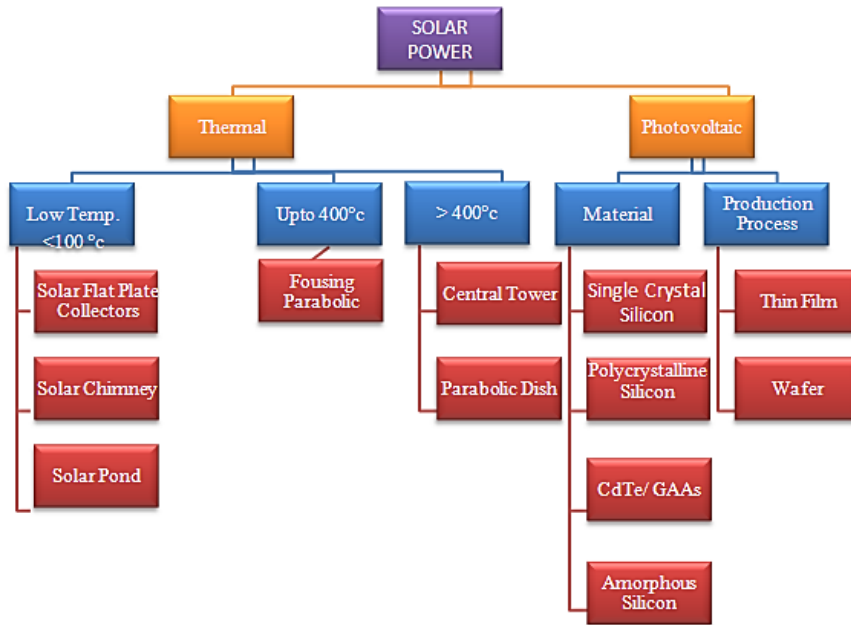 SOLAR
POWER
Thermal
Photovoltaic
Low Temp.
<100 °c
Upto 400°c
> 400°c
Material
Production
Process
Solar Flat Plate
Collectors
Solar Chimney
Solar Pond
Fousing
Parabolic
Central Tower
Parabolic Dish
Single Crystal
Silicon
Polycrystalline
Silicon
CdTe/ GAAs
Amorphous
Silicon
Thin Film
Wafer